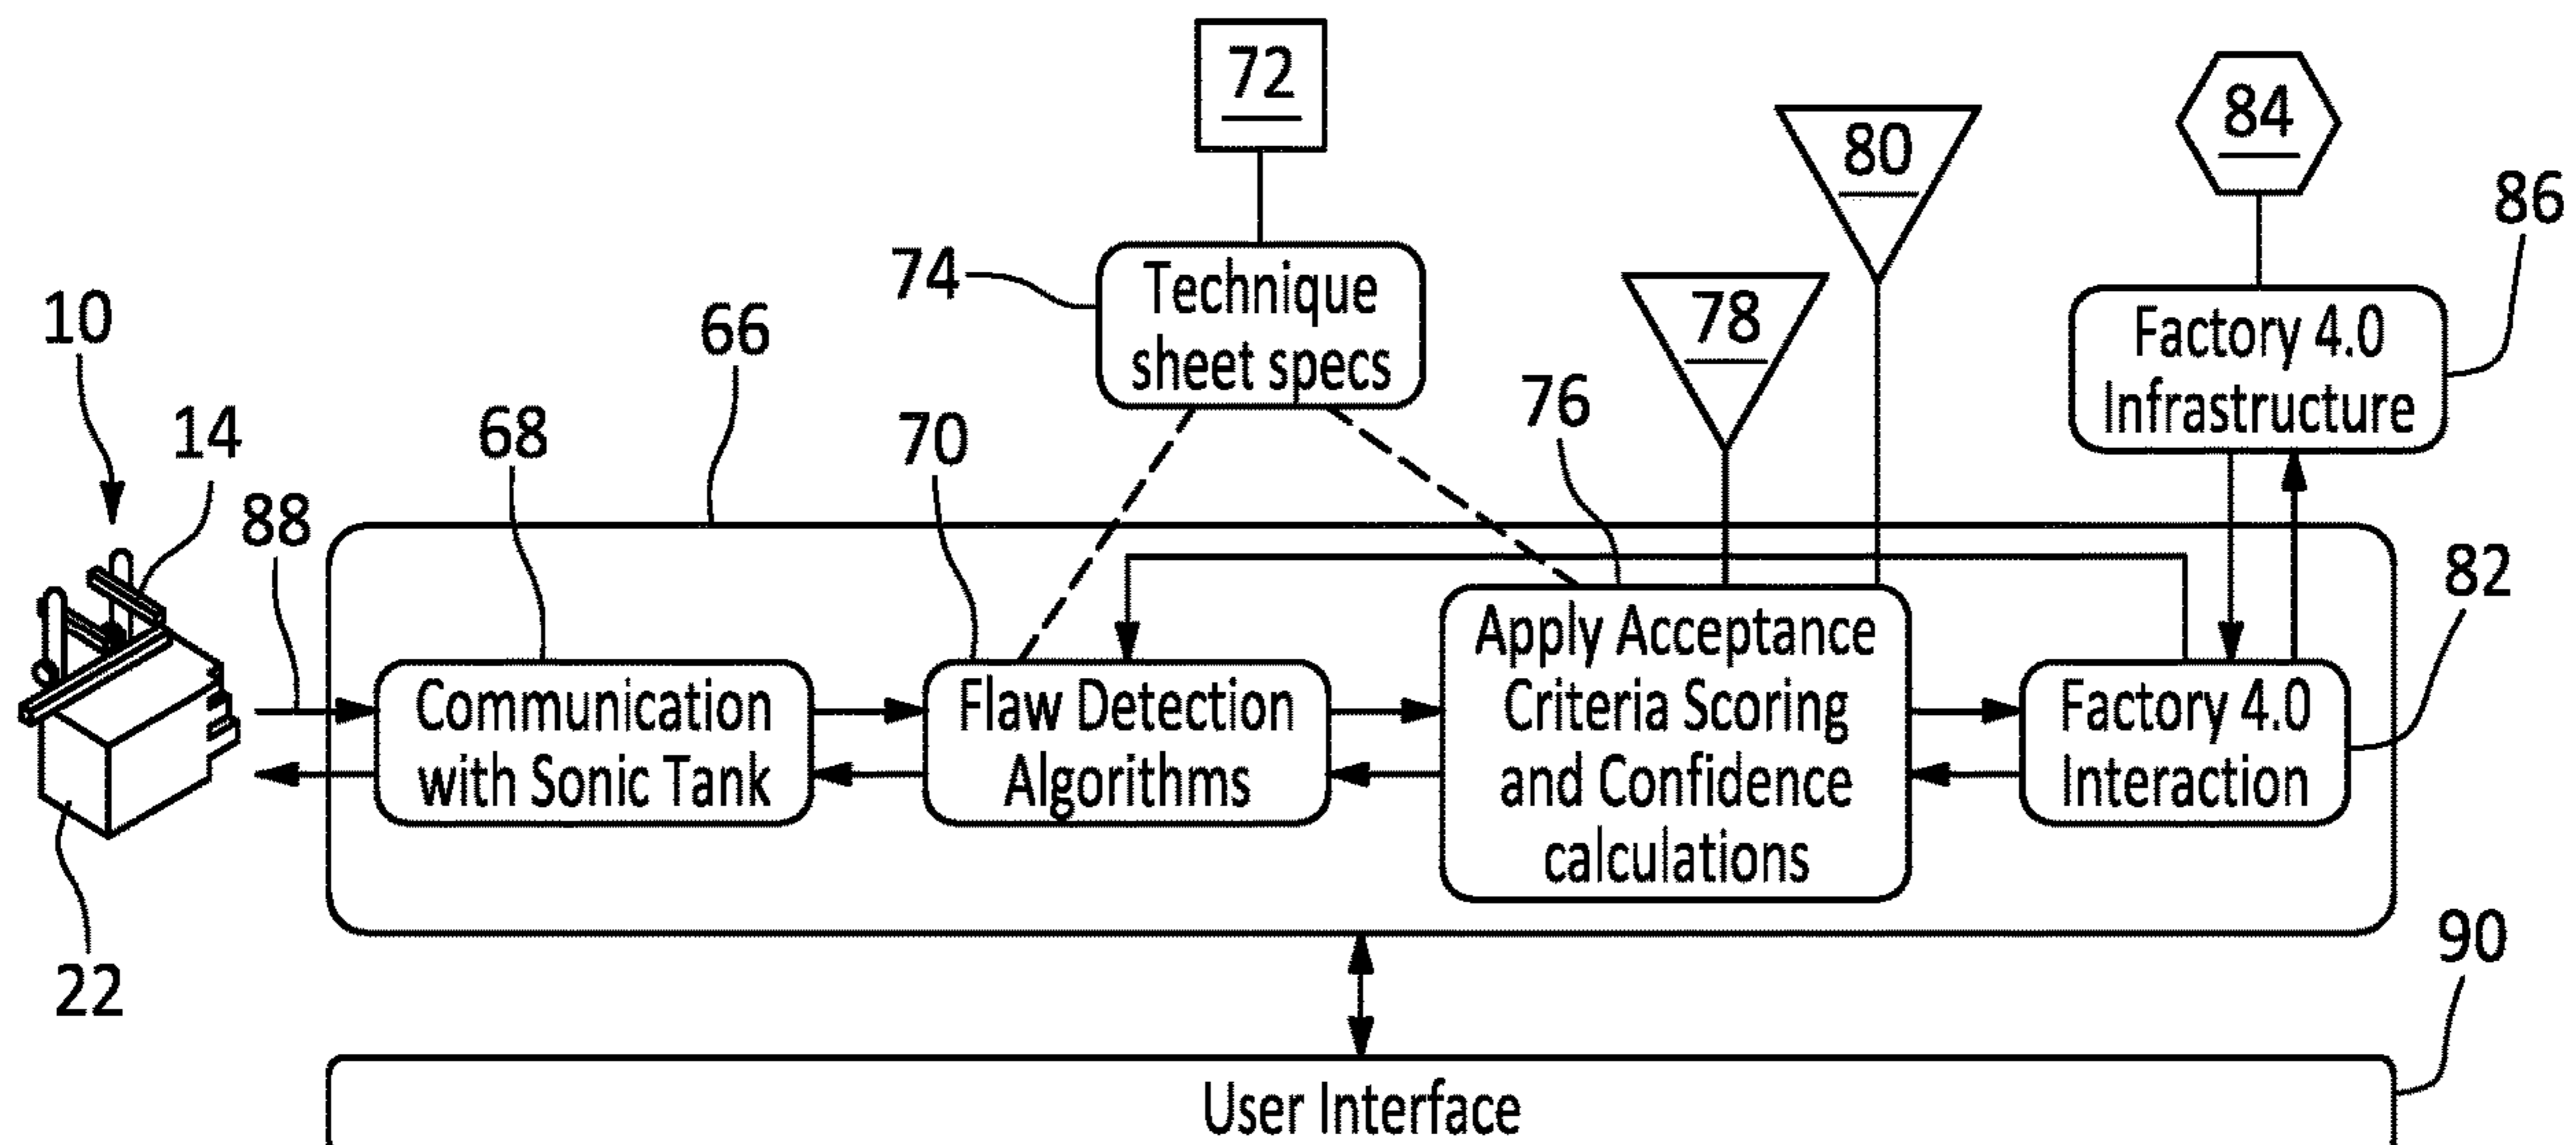 72
80
84
86
74
Technique
sheet specs
78
Factory 4.0
Infrastructure
10
66
76
14
68
70
88
82
Communication
with Sonic Tank
Flaw Detection
Algorithms
Apply Acceptance
Criteria Scoring
and Confidence
calculations
Factory 4.0
Interaction
22
90
User Interface